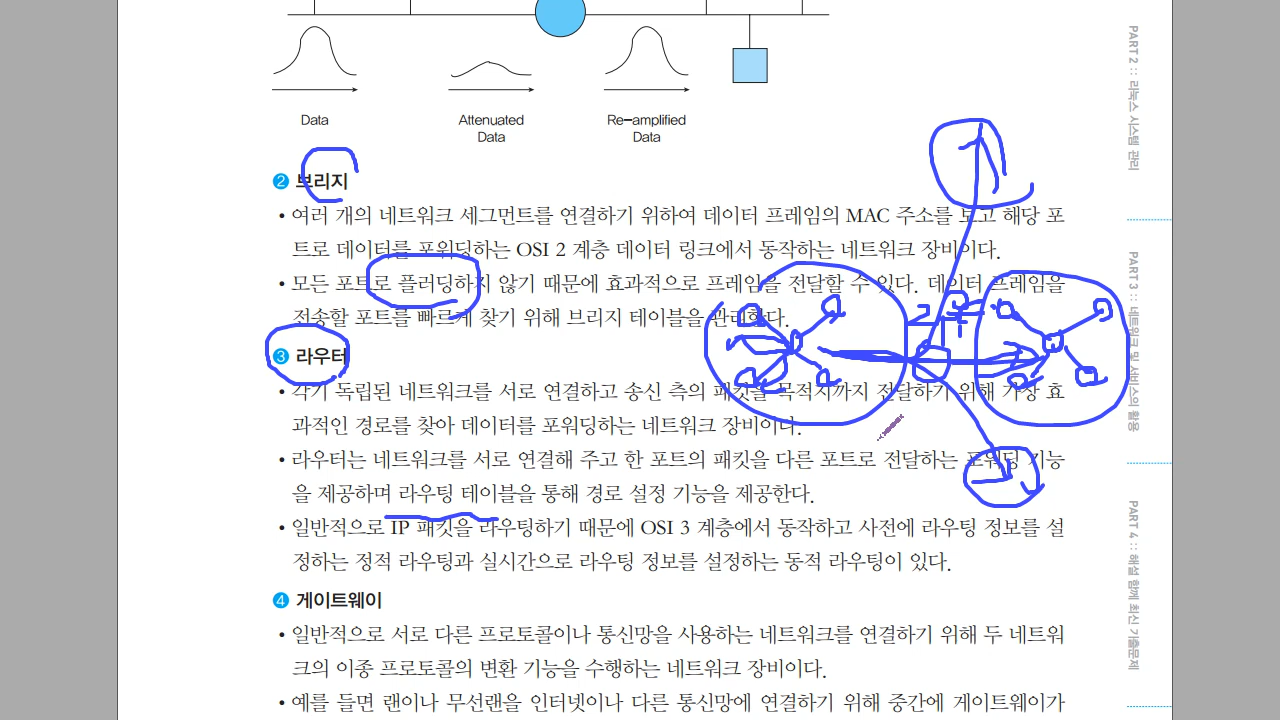 Data
Attenuated
Data
Re-amplified
Data
2 브리지
• 여러 개의 네트워크 세그먼트를 연결하기 위하여 데이터 프레임의 MAC 주소를 보고 해당 포
트로 데이터를 포워딩하는 OSI 2 계층 데이터 링크에서 동작하는 네트워크 장비이다.
• 모든 포트로 플러딩하지 않기 때문에 효과적으로 프레임을 전달할 수 있다. 데이터 프레임을
전송할 포트를 빠르게 찾기 위해 브리지 테이블을 관리한다.
3 라우터
• 각기 독립된 네트워크를 서로 연결하고 송신 측의 패킷을 목적지까지 전달하기 위해 가장 효
과적인 경로를 찾아 데이터를 포워딩하는 네트워크 장비이다.
• 라우터는 네트워크를 서로 연결해 주고 한 포트의 패킷을 다른 포트로 전달하는 포워딩 기능
을 제공하며 라우팅 테이블을 통해 경로 설정 기능을 제공한다.
• 일반적으로 IP 패킷을 라우팅하기 때문에 OSI 3 계층에서 동작하고 사전에 라우팅 정보를 설
정하는 정적 라우팅과 실시간으로 라우팅 정보를 설정하는 동적 라우팅이 있다.
4 게이트웨이
• 일반적으로 서로 다른 프로토콜이나 통신망을 사용하는 네트워크를 연결하기 위해 두 네트워
크의 이종 프로토콜의 변환 기능을 수행하는 네트워크 장비이다.
• 예를 들면 랜이나 무선랜을 인터넷이나 다른 통신망에 연결하기 위해 중간에 게이트웨이가
PART 2 :: 리눅스 시스템 관리
PART 3 :: 네트워크 및 서비스의 활용
PART 4 :: 해설 함께 최신 기출문제